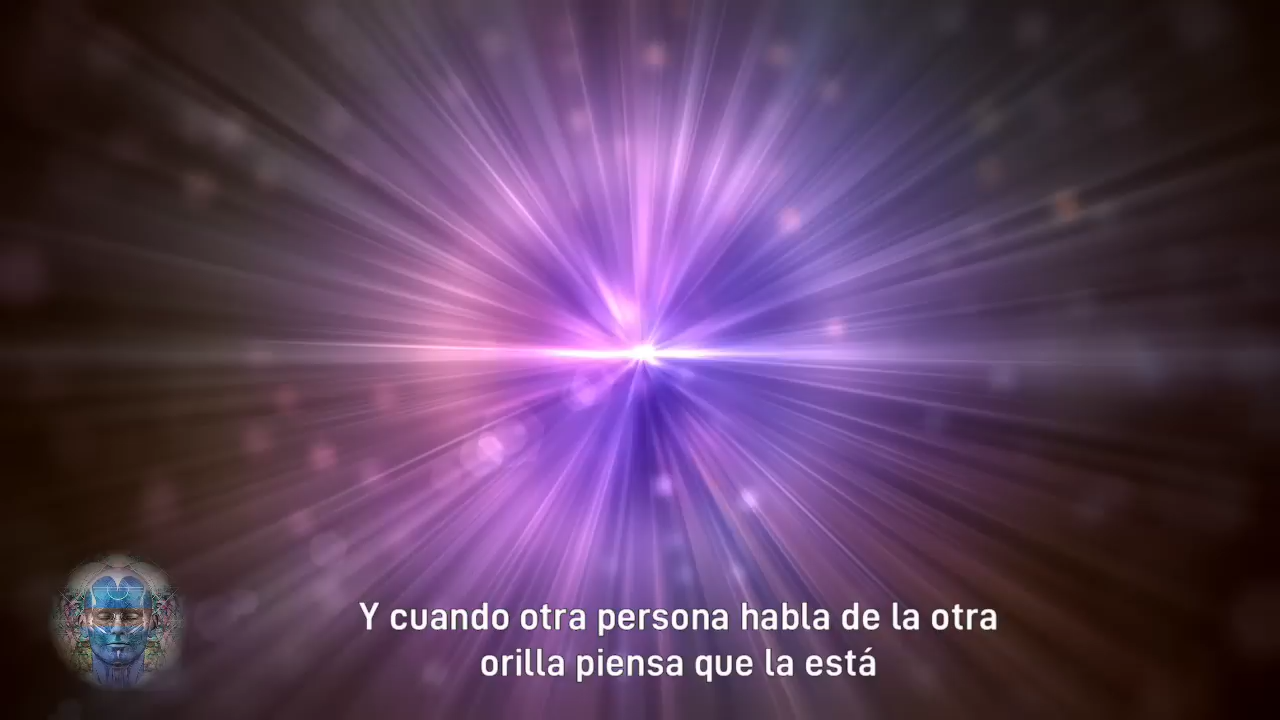 Y cuando otra persona habla de la otra
orilla piensa que la está